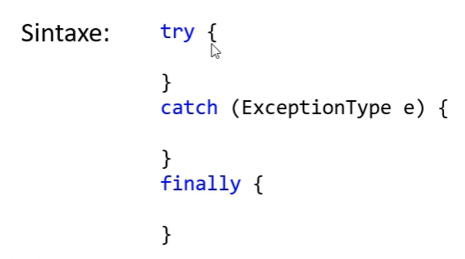 Sintaxe: try {
}
catch (ExceptionType e) {
}
finally {
}